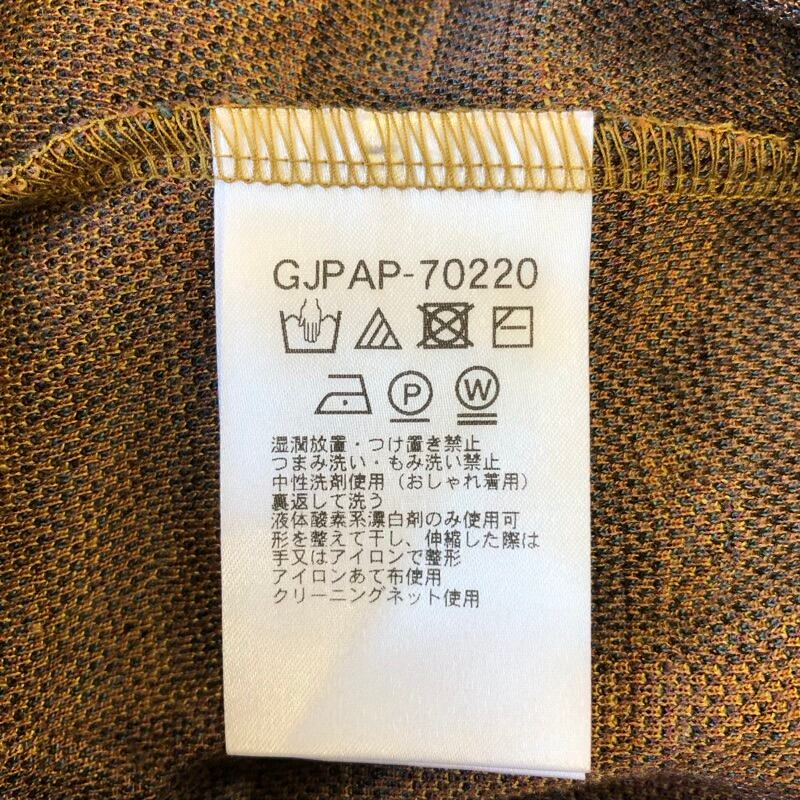 GJPAP-70220
P W
湿潤放置・つけ置き禁止
つまみ洗い・もみ洗い禁止
中性洗剤使用（おしゃれ着用）
裏返して洗う
液体酸素系漂白剤のみ使用可
形を整えて干し、伸縮した際は
手又はアイロンで整形
アイロンあて布使用
クリーニングネット使用